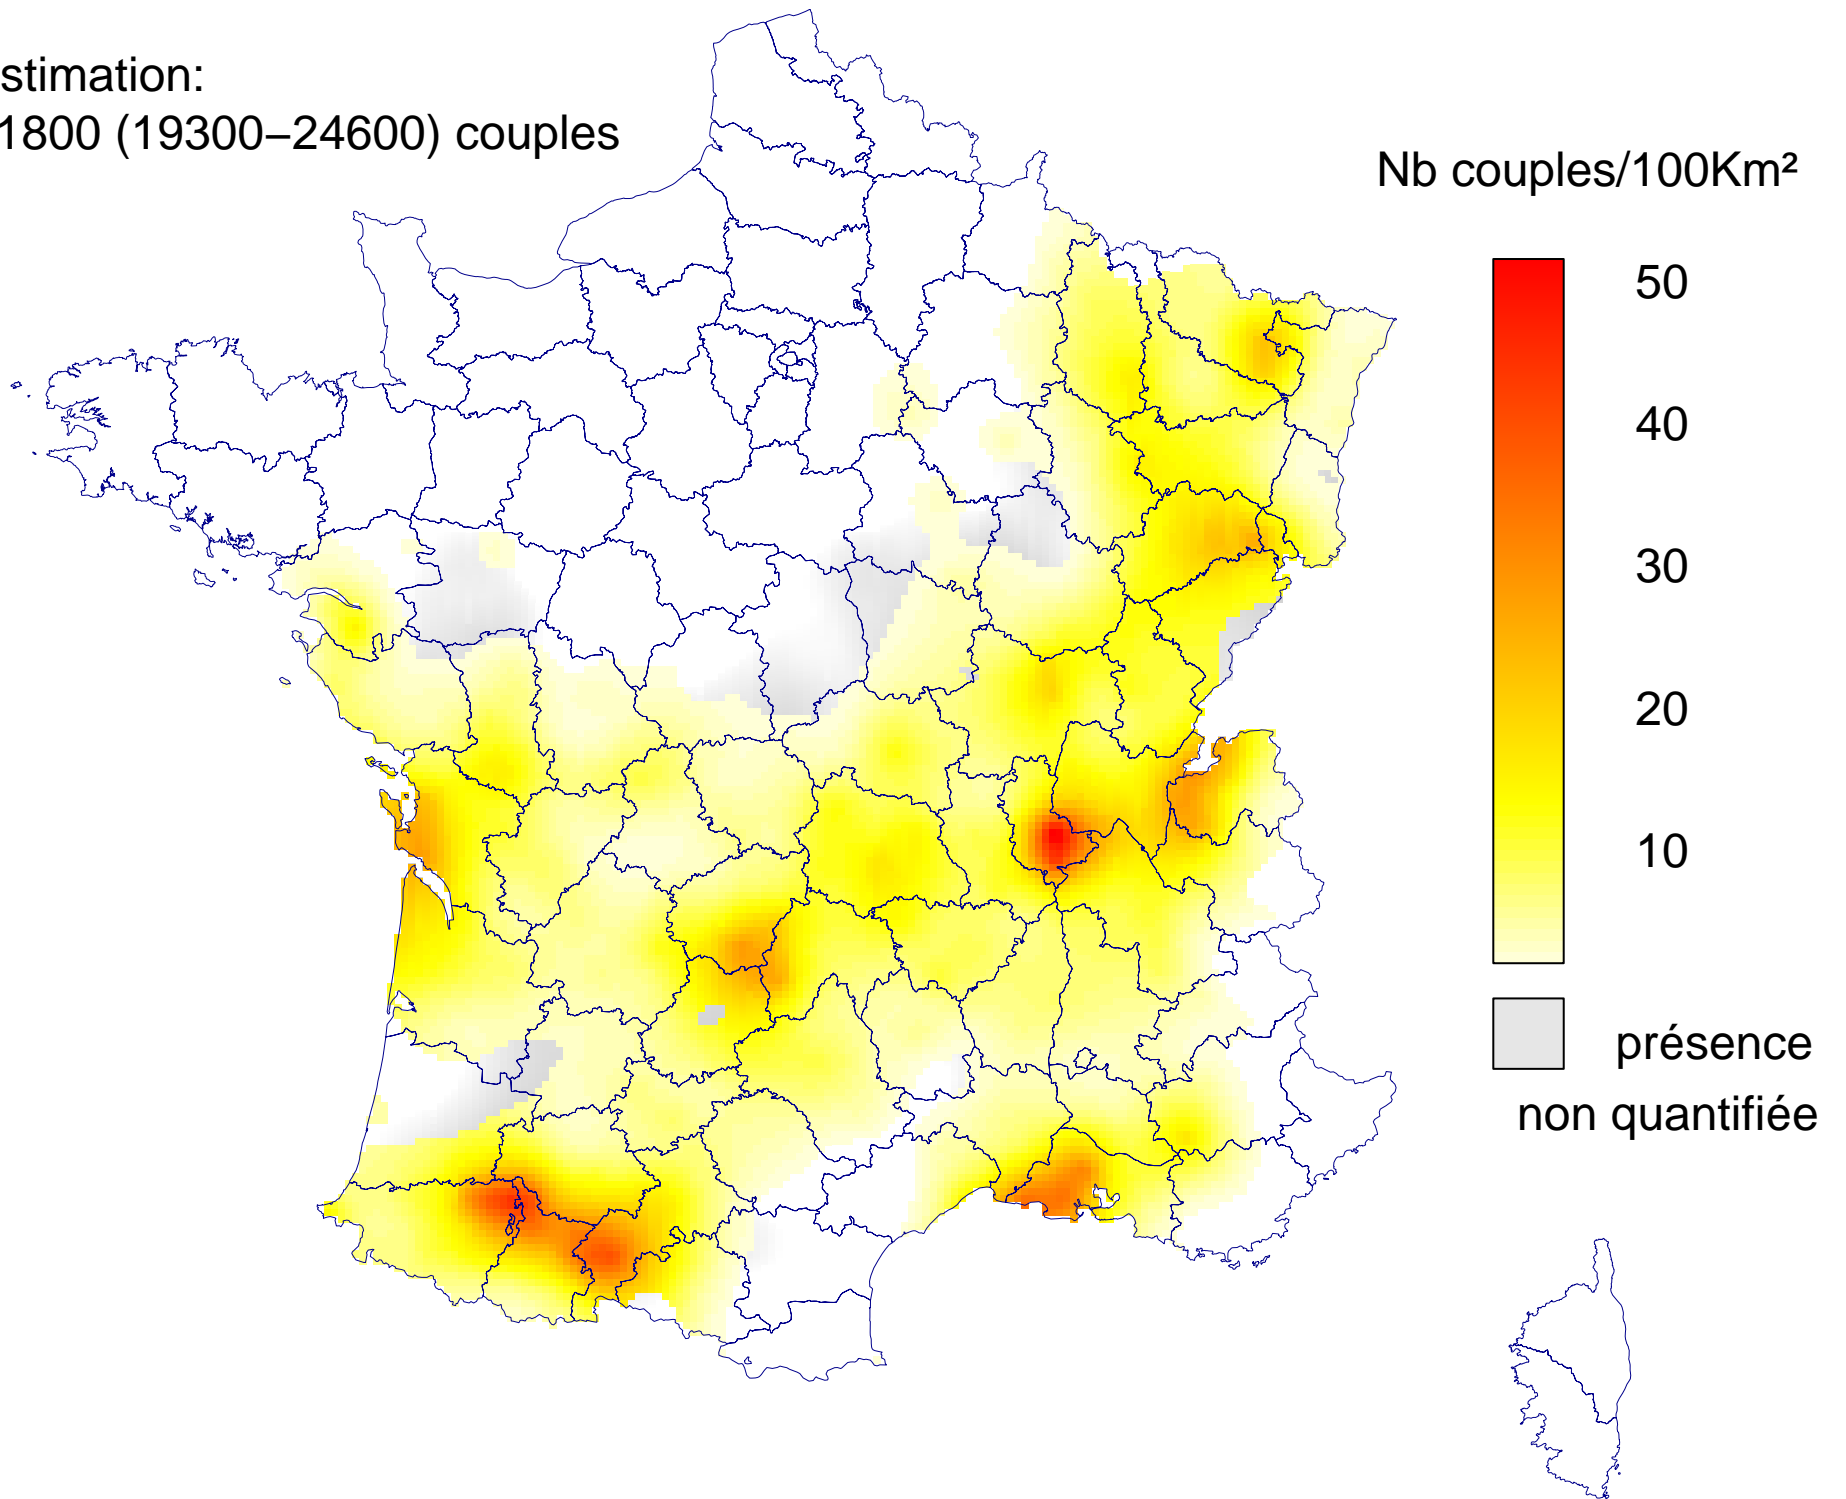 stimation:
1800 (19300–24600) couples
Nb couples/100Km²
50
40
30
20
10
présence
non quantifiée